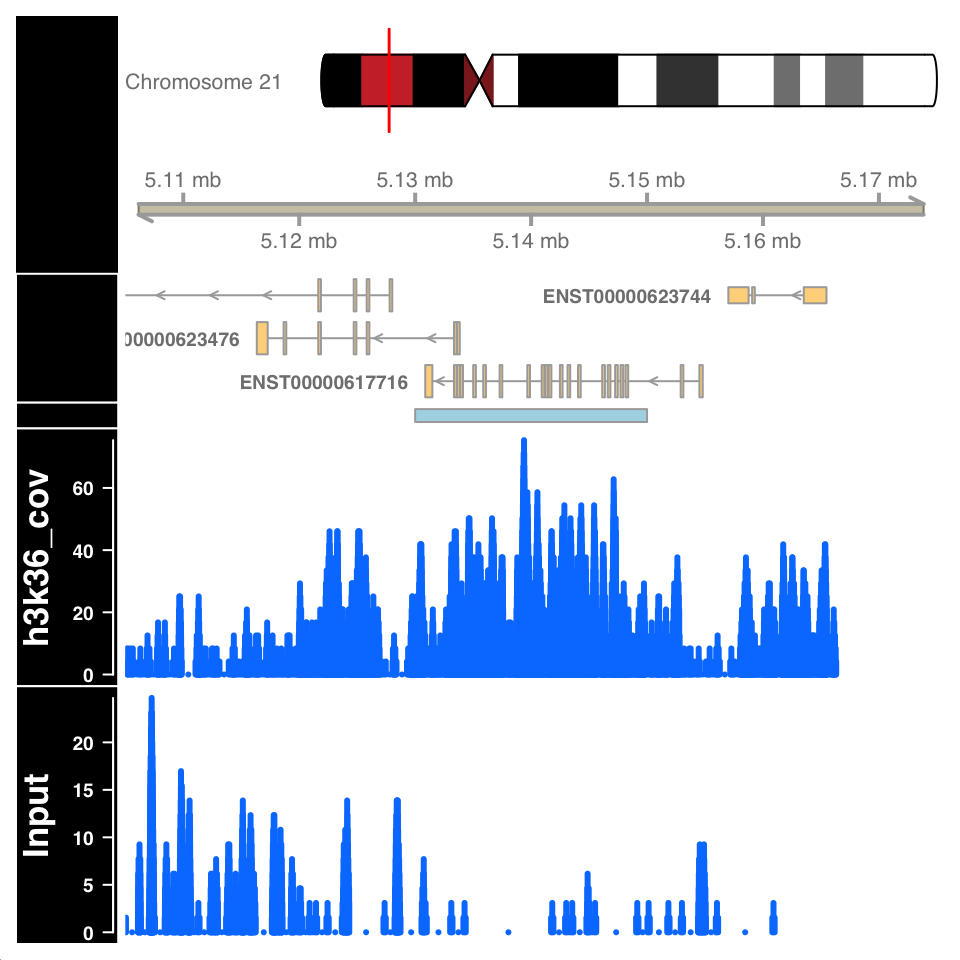 Chromosome 21
5.11 mb
5.13 mb
5.15 mb
5.17 mb
5.12 mb
5.14 mb
5.16 mb
ENST00000623744
00000623476
ENST00000617716
h3k36_cov
60
40
20
0
Input
20
15
10
5
0